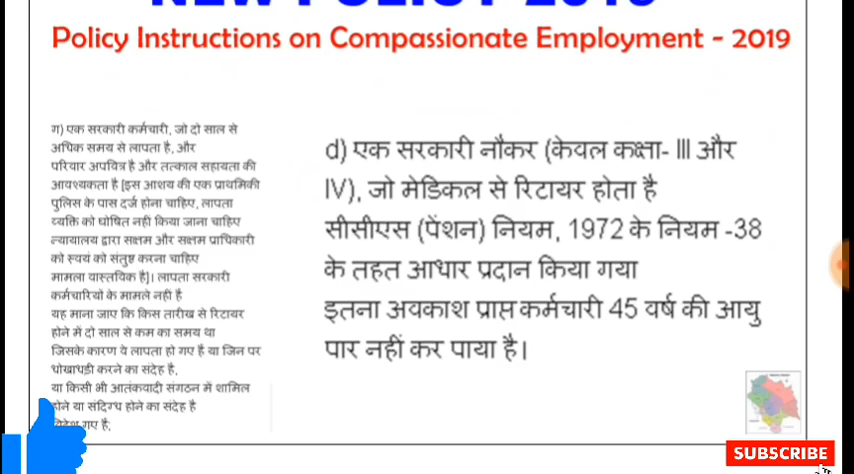 NEW POLICY 2019
Policy Instructions on Compassionate Employment - 2019
ग) एक सरकारी कर्मचारी, जो दो साल से
अधिक समय से लापता है, और
परिवार अपवित्र है और तत्काल सहायता की
आवश्यकता है [इस आशय की एक प्राथमिकी
पुलिस के पास दर्ज होना चाहिए, लापता
व्यक्ति को घोषित नहीं किया जाना चाहिए
न्यायालय द्वारा सक्षम और सक्षम प्राधिकारी
को स्वयं को संतुष्ट करना चाहिए
मामला वास्तविक है]। लापता सरकारी
कर्मचारियों के मामले नहीं है
यह माना जाए कि किस तारीख से रिटायर
होने में दो साल से कम का समय था
जिसके कारण वे लापता हो गए हैं या जिन पर
धोखाधड़ी करने का संदेह है,
या किसी भी आतंकवादी संगठन में शामिल
होने या संदिग्ध होने का संदेह है
गए है;
d) एक सरकारी नौकर (केवल कक्षा- III और
IV), जो मेडिकल से रिटायर होता है
सीसीएस (पेंशन) नियम, 1972 के नियम -38
के तहत आधार प्रदान किया गया
इतना अवकाश प्राप्त कर्मचारी 45 वर्ष की आयु
पार नहीं कर पाया है।
SUBSCRIBE